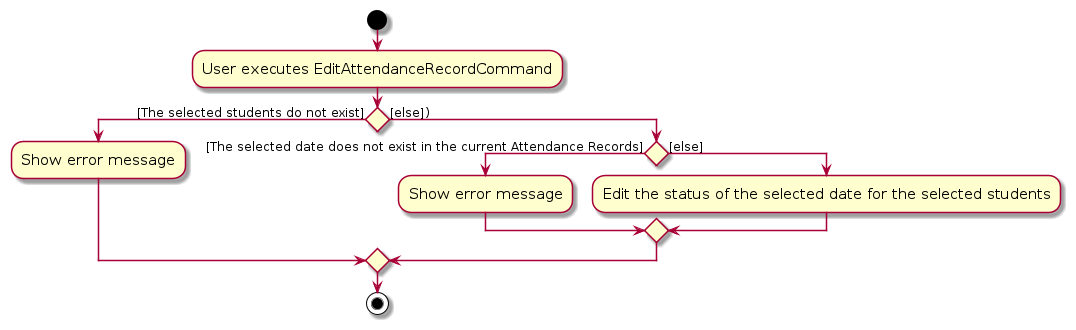 User executes EditAttendanceRecordCommand
[The selected students do not exist]
[else])
Show error message
[The selected date does not exist in the current Attendance Records]
[else]
Show error message
Edit the status of the selected date for the selected students